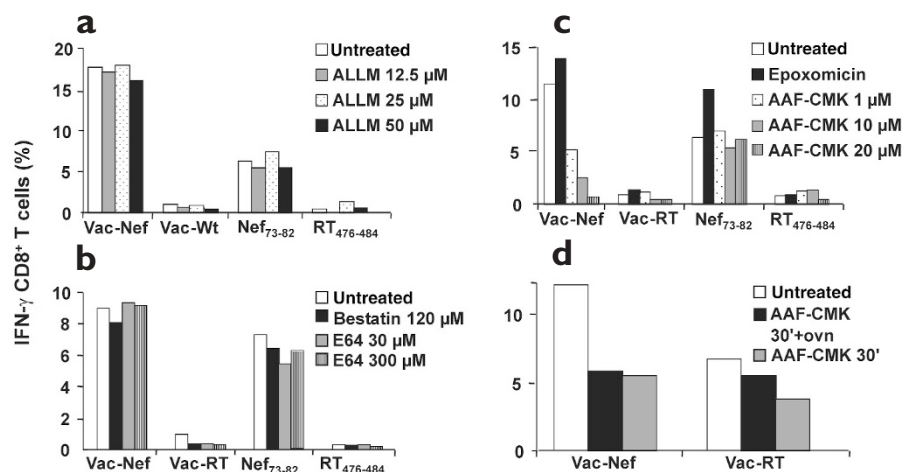 a
20
15
10
5
0
Untreated
ALLM 12.5 µM
ALLM 25 µM
ALLM 50 µM
Vac-Nef Vac-Wt Nef73-82 RT476-484
b
10
8
6
4
2
0
Untreated
Bestatin 120 µM
E64 30 µM
E64 300 µM
Vac-Nef Vac-RT Nef73-82 RT476-484
IFN-γ CD8+ T cells (%)
c
15
10
5
0
Untreated
Epoxomicin
AAF-CMK 1 µM
AAF-CMK 10 µM
AAF-CMK 20 µM
Vac-Nef Vac-RT Nef73-82 RT476-484
d
10
5
0
Untreated
AAF-CMK
30'+ovn
AAF-CMK 30'
Vac-Nef Vac-RT